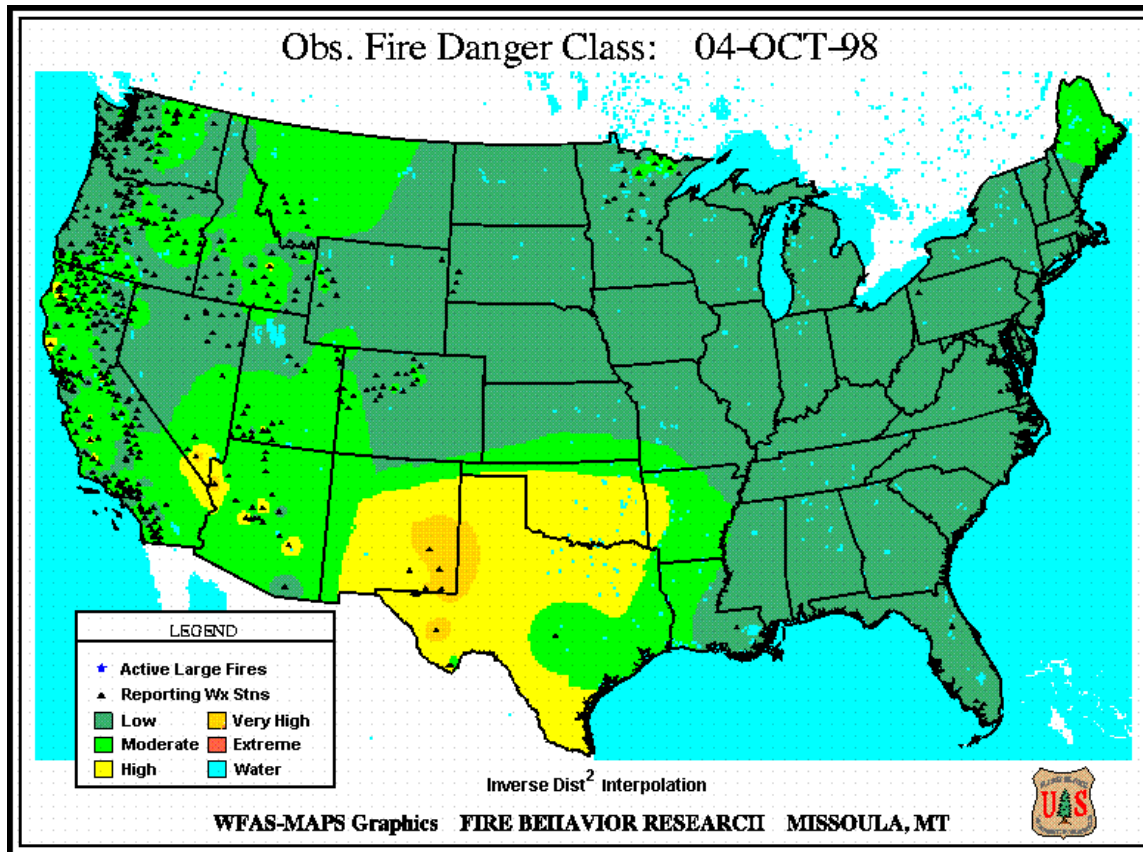 Obs. Fire Danger Class: 04-OCT-98
LEGEND
Active Large Fires
Reporting Wx Stns
Low Very High
Moderate Extreme
High Water
Inverse Dist2 Interpolation
WFAS-MAPS Graphics FIRE BEHAVIOR RESEARCH MISSOULA, MT
U S